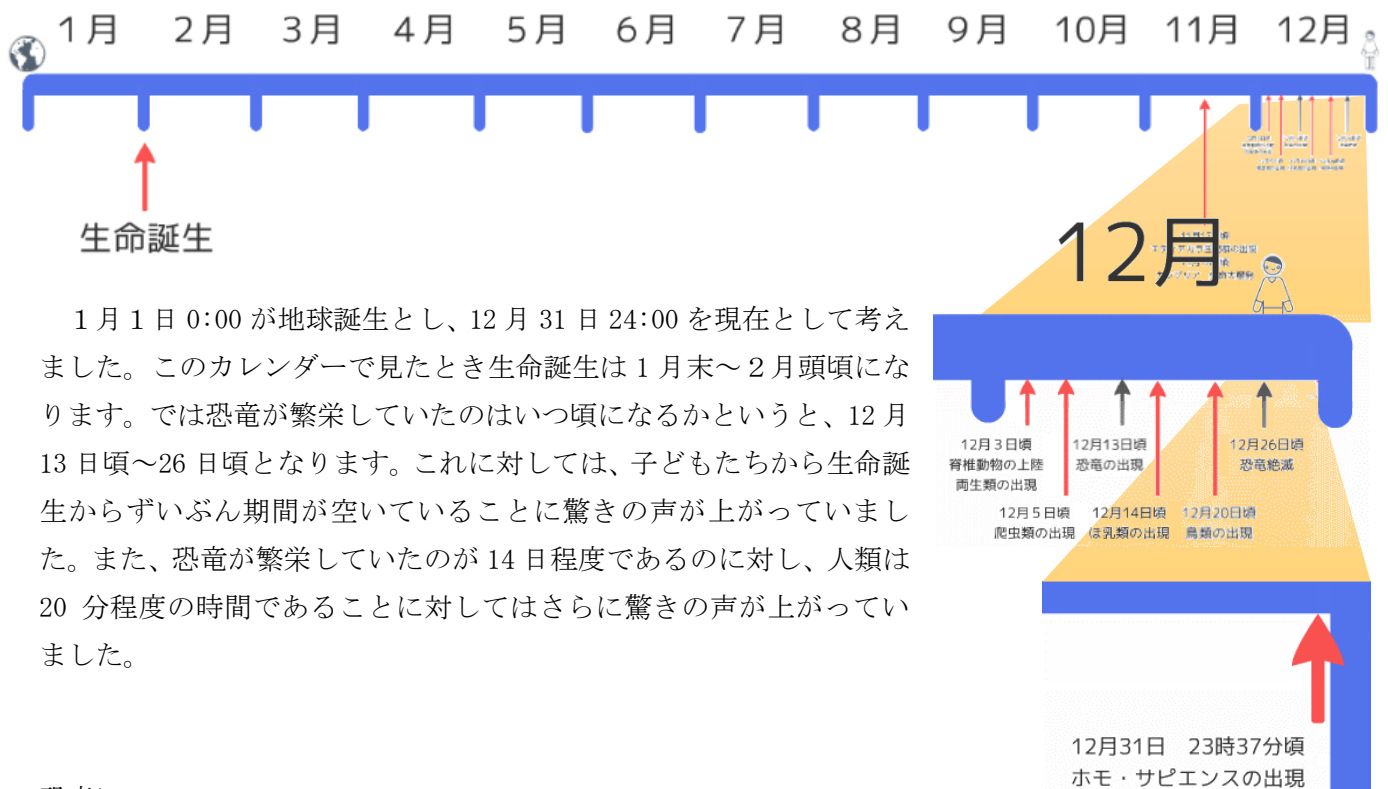 1月 2月 3月 4月 5月 6月 7月 8月 9月 10月 11月 12月
生命誕生
12月
1月1日 0:00 が地球誕生とし、12 月 31 日 24:00 を現在として考え
ました。このカレンダーで見たとき生命誕生は 1 月末～２月頭頃にな
ります。では恐竜が繁栄していたのはいつ頃になるかというと、12 月
13 日頃～26 日頃となります。これに対しては、子どもたちから生命誕
生からずいぶん期間が空いていることに驚きの声が上がっていまし
た。また、恐竜が繁栄していたのが 14 日程度であるのに対し、人類は
20 分程度の時間であることに対してはさらに驚きの声が上がってい
ました。
12月３日頃
脊椎動物の上陸
両生類の出現
12月５日頃
爬虫類の出現
12月13日頃
恐竜の出現
12月14日頃
ほ乳類の出現
12月20日頃
鳥類の出現
12月26日頃
恐竜絶滅
12月31日　23時37分頃
ホモ・サピエンスの出現